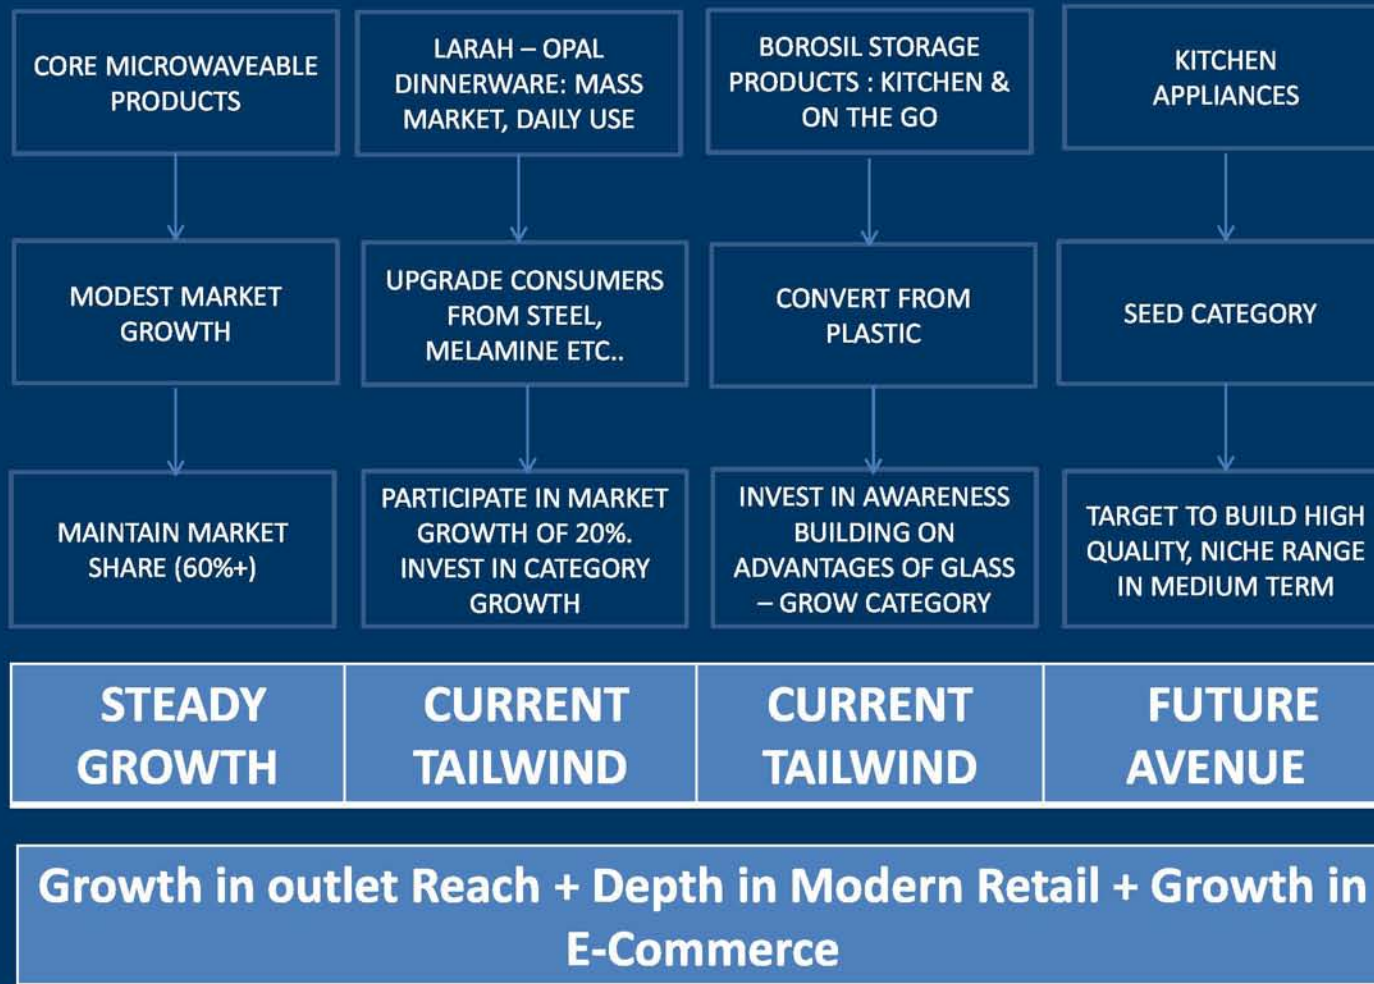 CORE MICROWAVEABLE
PRODUCTS
LARAH – OPAL
DINNERWARE: MASS
MARKET, DAILY USE
BOROSIL STORAGE
PRODUCTS : KITCHEN &
ON THE GO
KITCHEN
APPLIANCES
MODEST MARKET
GROWTH
UPGRADE CONSUMERS
FROM STEEL,
MELAMINE ETC..
CONVERT FROM
PLASTIC
SEED CATEGORY
MAINTAIN MARKET
SHARE (60%+)
PARTICIPATE IN MARKET
GROWTH OF 20%.
INVEST IN CATEGORY
GROWTH
INVEST IN AWARENESS
BUILDING ON
ADVANTAGES OF GLASS
– GROW CATEGORY
TARGET TO BUILD HIGH
QUALITY, NICHE RANGE
IN MEDIUM TERM
STEADY
GROWTH
CURRENT
TAILWIND
CURRENT
TAILWIND
FUTURE
AVENUE
Growth in outlet Reach + Depth in Modern Retail + Growth in
E-Commerce